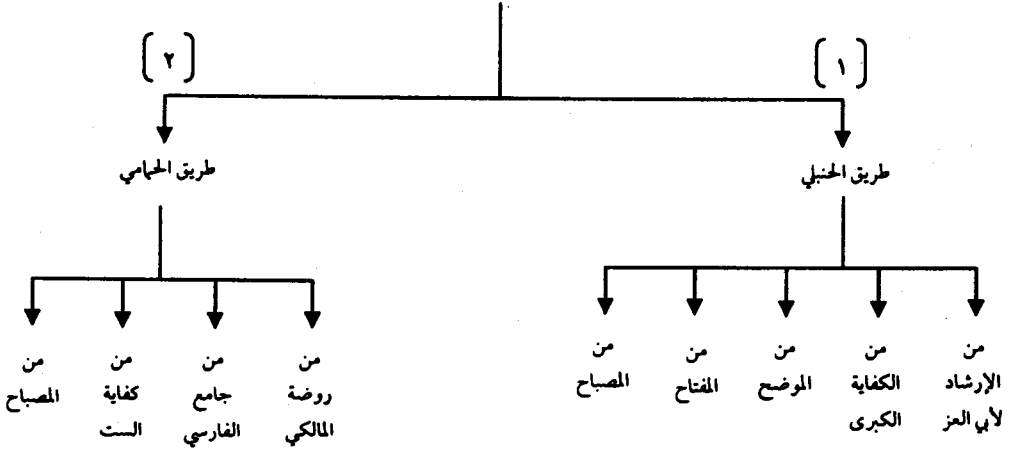 [ ١ ]
[ ٢ ]
طريق الحنبلي
طريق الحمامي
من
الإرشاد
لأبي العز
من
الكفاية
الكبرى
من
الموضح
من
المفتاح
من
المصباح
من
روضة
المالكي
من
جامع
الفارسي
من
كفاية
الست
من
المصباح